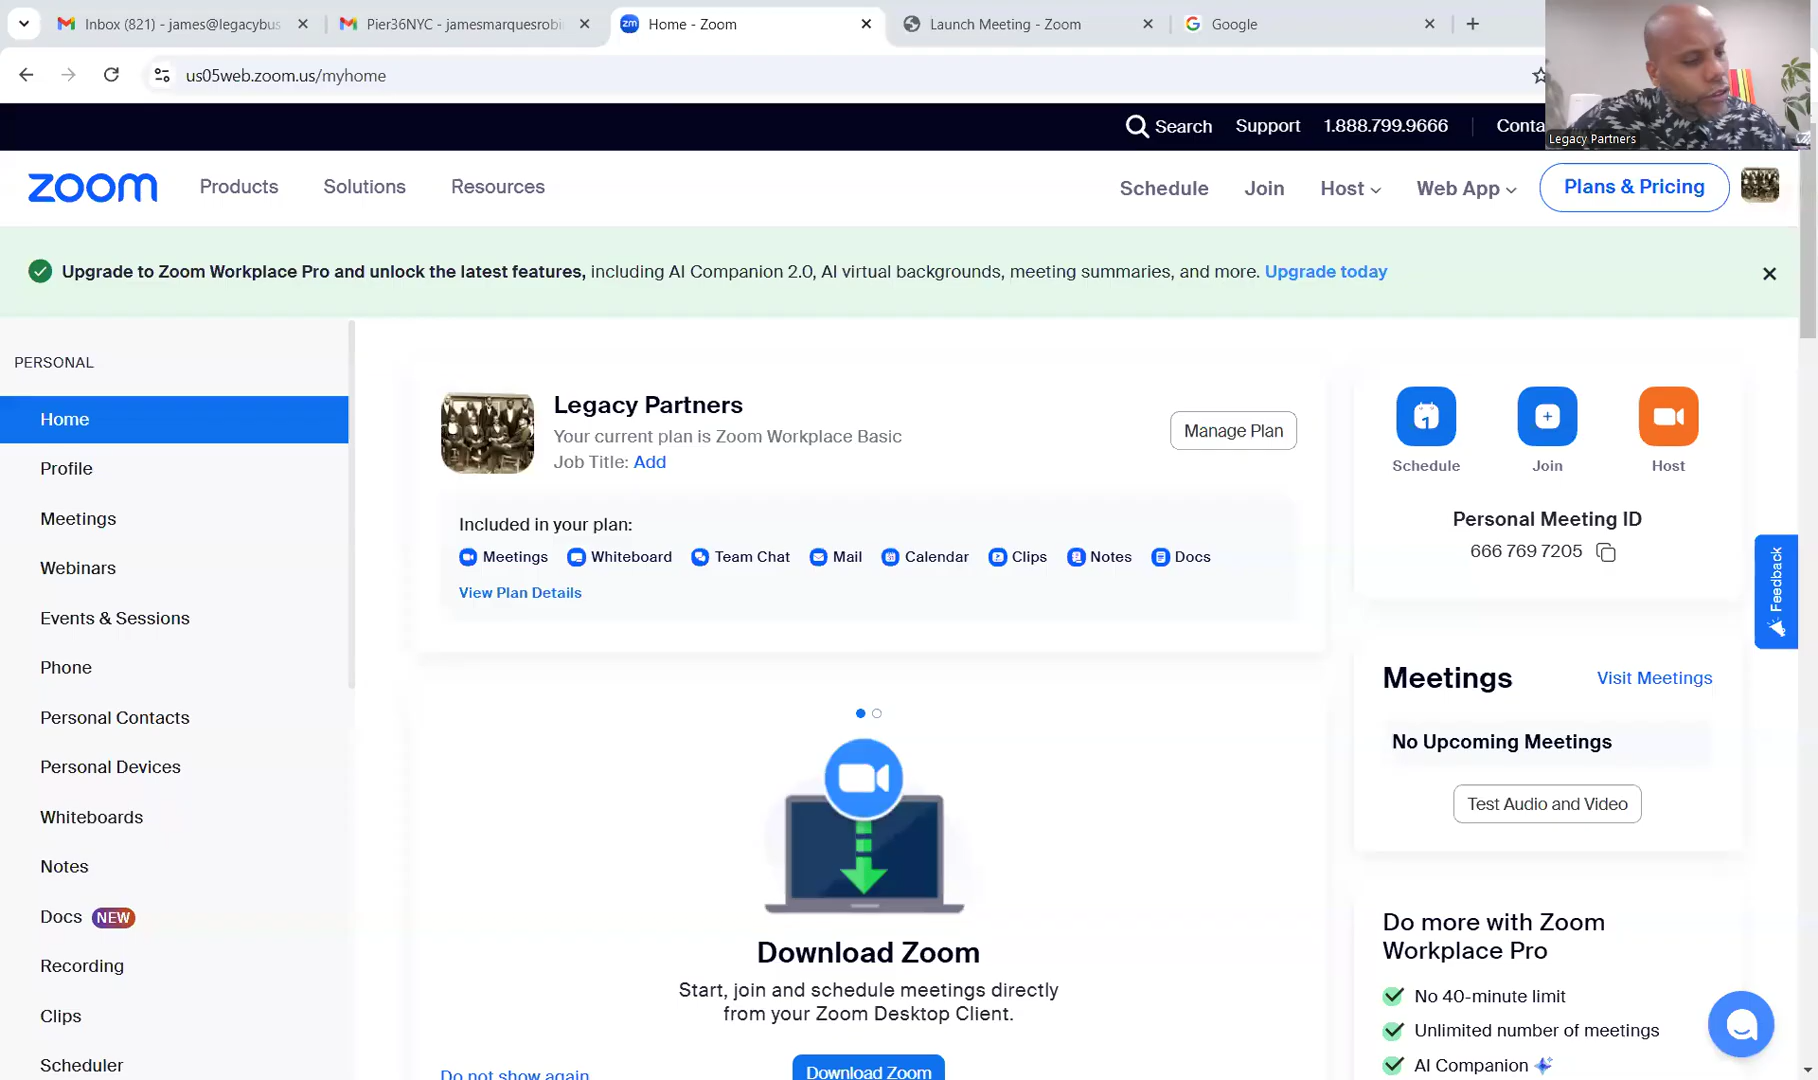 Inbox (821) - james@legacybus
Pier36NYC - jamesmarquesrobi
Home - Zoom
Launch Meeting - Zoom
Google
us05web.zoom.us/myhome
Search
Support
1.888.799.9666
Conta
Legacy Partners
zoom
Products
Solutions
Resources
Schedule
Join
Host
Web App
Plans & Pricing
Upgrade to Zoom Workplace Pro and unlock the latest features, including AI Companion 2.0, AI virtual backgrounds, meeting summaries, and more. Upgrade today
PERSONAL
Home
Profile
Meetings
Webinars
Events & Sessions
Phone
Personal Contacts
Personal Devices
Whiteboards
Notes
Docs NEW
Recording
Clips
Scheduler
Legacy Partners
Your current plan is Zoom Workplace Basic
Job Title: Add
Manage Plan
Included in your plan:
Meetings Whiteboard Team Chat Mail Calendar Clips Notes Docs
View Plan Details
Download Zoom
Start, join and schedule meetings directly
from your Zoom Desktop Client.
Download Zoom
Do not show again
Schedule
Join
Host
Personal Meeting ID
666 769 7205
Feedback
Meetings
Visit Meetings
No Upcoming Meetings
Test Audio and Video
Do more with Zoom
Workplace Pro
No 40-minute limit
Unlimited number of meetings
AI Companion